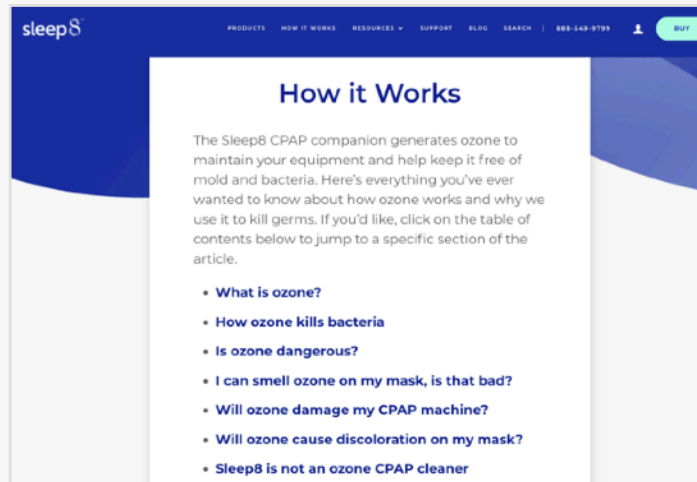 sleep8
PRODUCTS HOW IT WORKS RESOURCES SUPPORT BLOG SEARCH | 888-549-9799 BUY
How it Works
The Sleep8 CPAP companion generates ozone to
maintain your equipment and help keep it free of
mold and bacteria. Here's everything you've ever
wanted to know about how ozone works and why we
use it to kill germs. If you'd like, click on the table of
contents below to jump to a specific section of the
article.
• What is ozone?
• How ozone kills bacteria
• Is ozone dangerous?
• I can smell ozone on my mask, is that bad?
• Will ozone damage my CPAP machine?
• Will ozone cause discoloration on my mask?
• Sleep8 is not an ozone CPAP cleaner